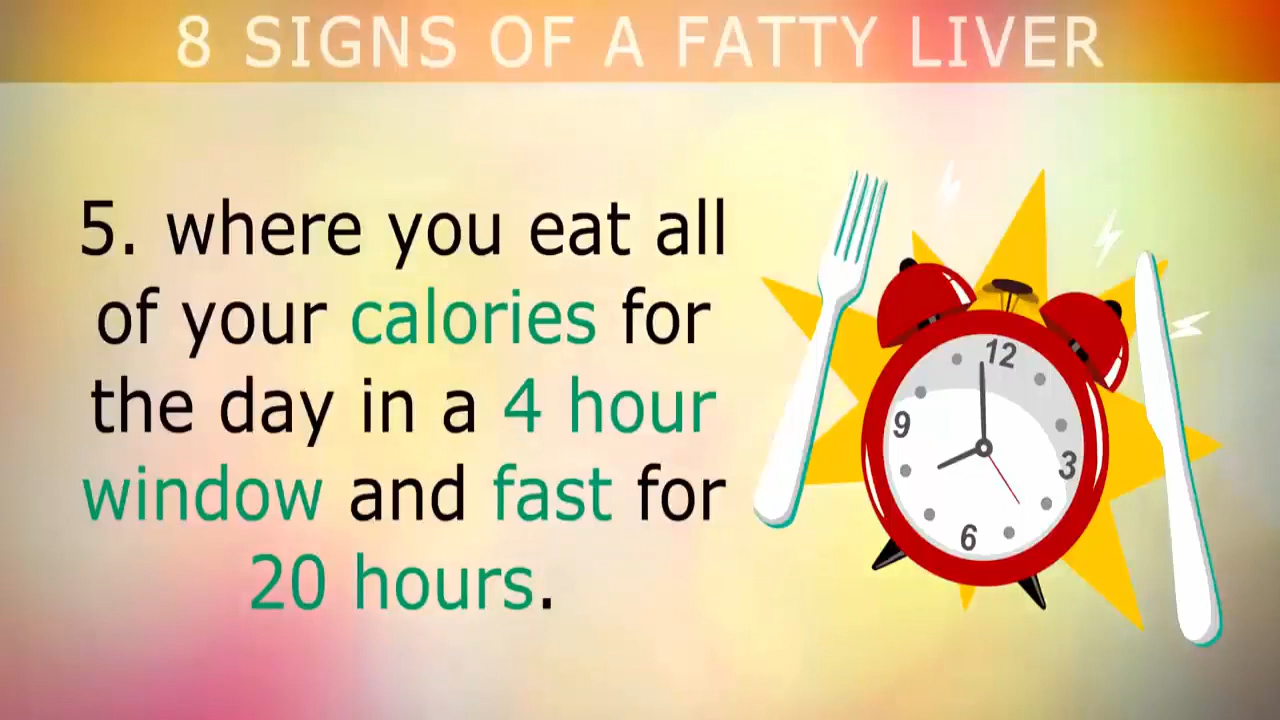 8 SIGNS OF A FATTY LIVER
5. where you eat all
of your calories for
the day in a 4 hour
window and fast for
20 hours.
12
9
3
6